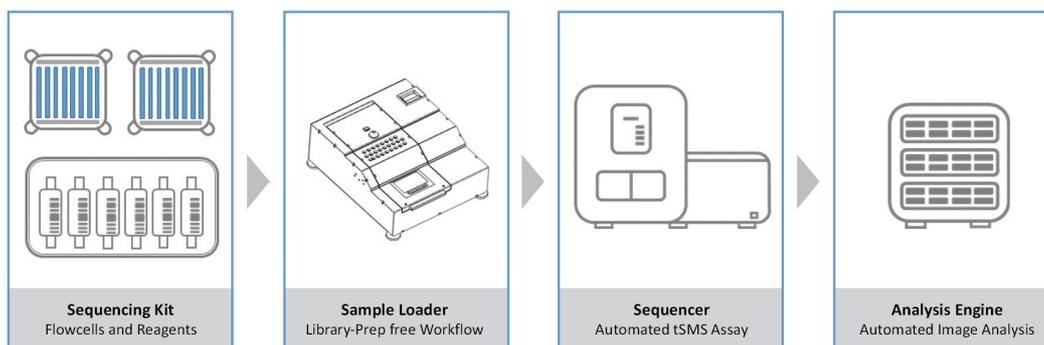 Sequencing Kit
Flowcells and Reagents
Sample Loader
Library-Prep free Workflow
Sequencer
Automated tSMS Assay
Analysis Engine
Automated Image Analysis